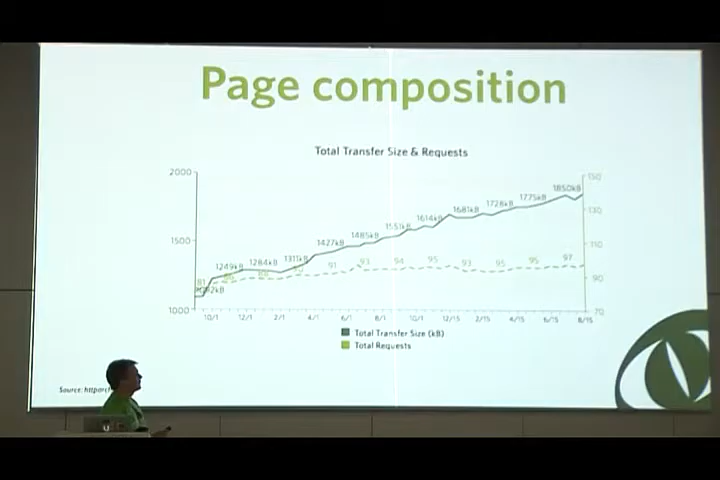 Page composition
Total Transfer Size & Requests
2000
1500
1000
150
130
110
90
70
1249kB
1284kB
1311kB
1427kB
1485kB
1551kB
1614kB
1681kB
1728kB
1775kB
1850kB
81
91
93
94
95
93
95
95
97
10/1
12/1
2/1
4/1
6/1
8/1
10/1
12/15
2/15
4/15
6/15
8/15
Total Transfer Size (kB)
Total Requests
Source: